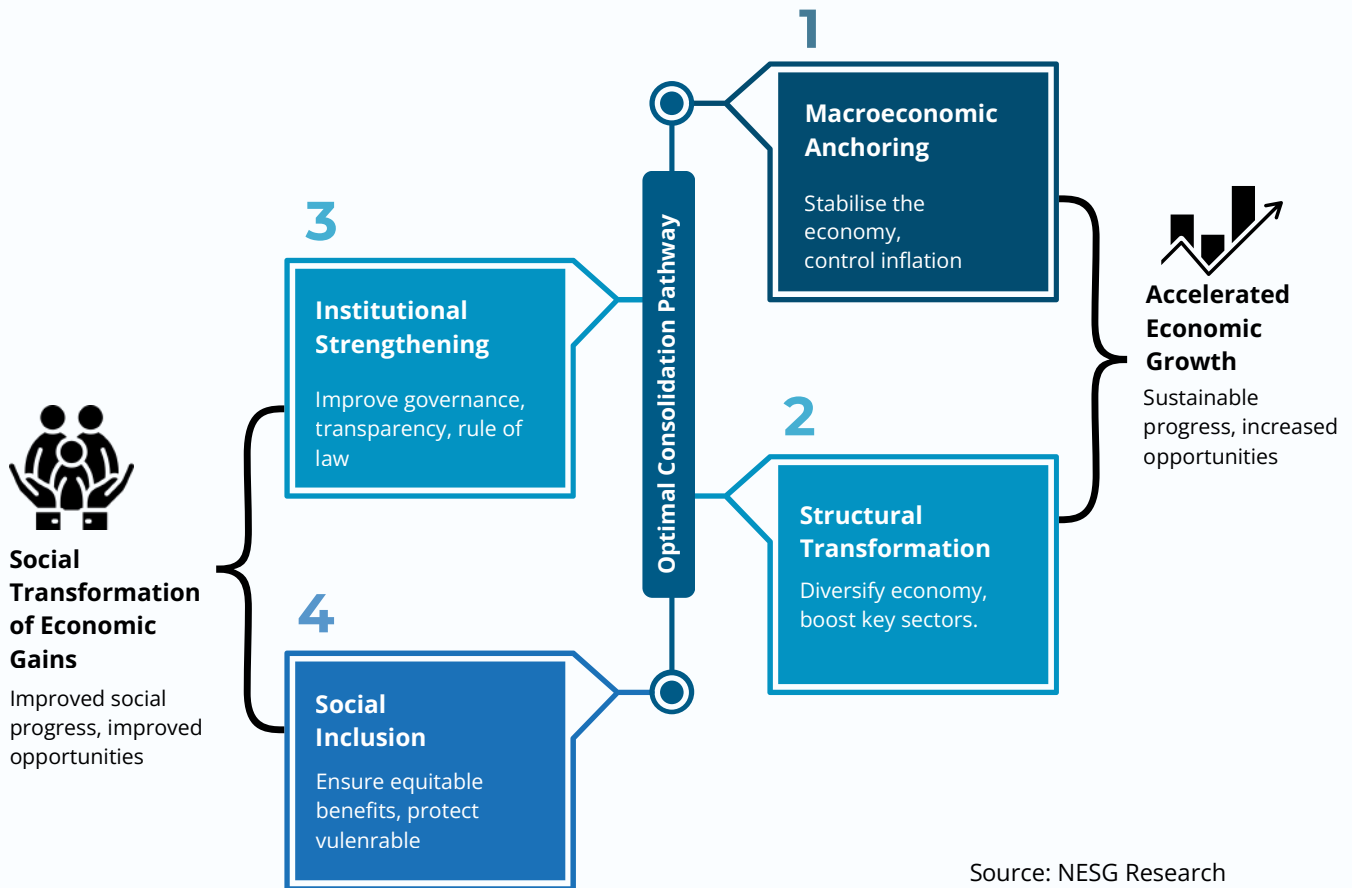 1
Macroeconomic
Anchoring
Stabilise the
economy,
control inflation
2
Structural
Transformation
Diversify economy,
boost key sectors.
Accelerated
Economic
Growth
Sustainable
progress, increased
opportunities
Optimal Consolidation Pathway
3
Institutional
Strengthening
Improve governance,
transparency, rule of
law
4
Social
Inclusion
Ensure equitable
benefits, protect
vulenrable
Social
Transformation
of Economic
Gains
Improved social
progress, improved
opportunities
Source: NESG Research